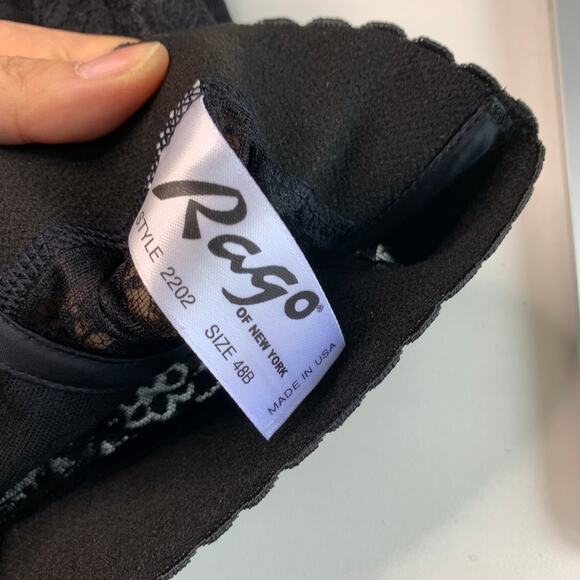 Rago®
OF NEW YORK
STYLE 2202 SIZE 48B
MADE IN USA